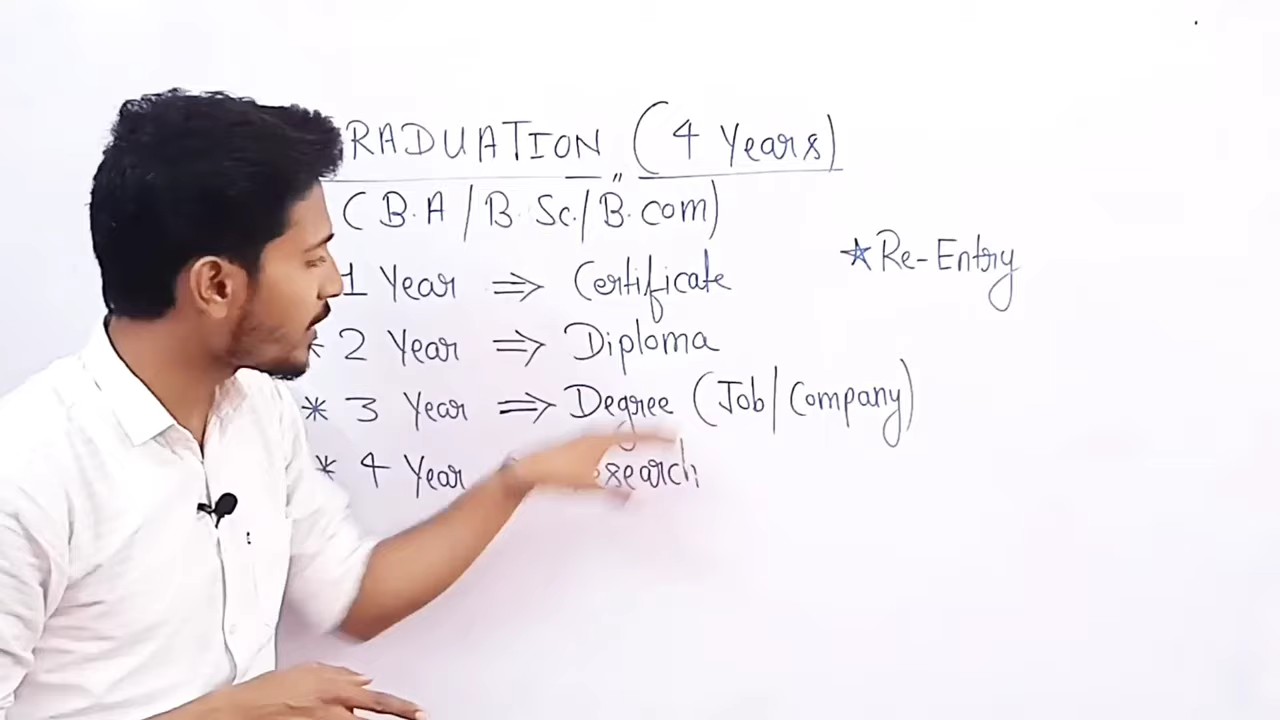 RADUATION (4 Years)
(B.A/B.Sc./B.com)
1 Year ⇒ Certificate
* 2 Year ⇒ Diploma
* 3 Year ⇒ Degree (Job/Company)
* 4 Year esearch
★Re-Entry